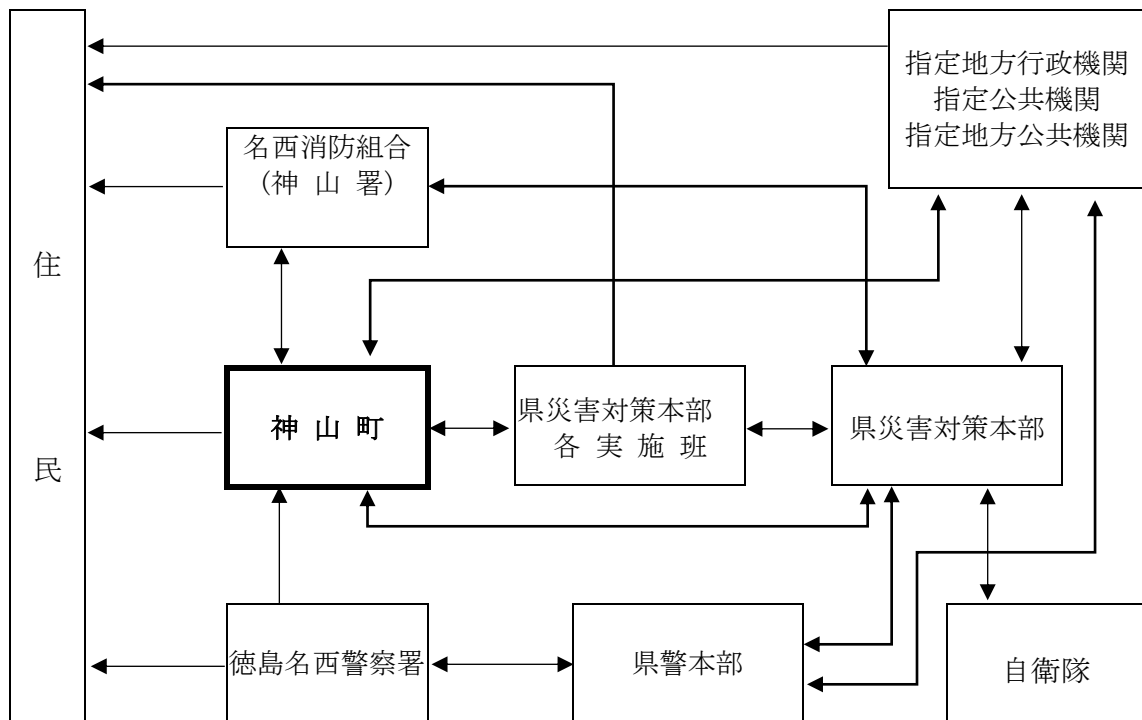 住
民
指定地方行政機関
指定公共機関
指定地方公共機関
名西消防組合
(神 山 署)
神 山 町
県災害対策本部
各 実 施 班
県災害対策本部
徳島名西警察署
県警本部
自衛隊